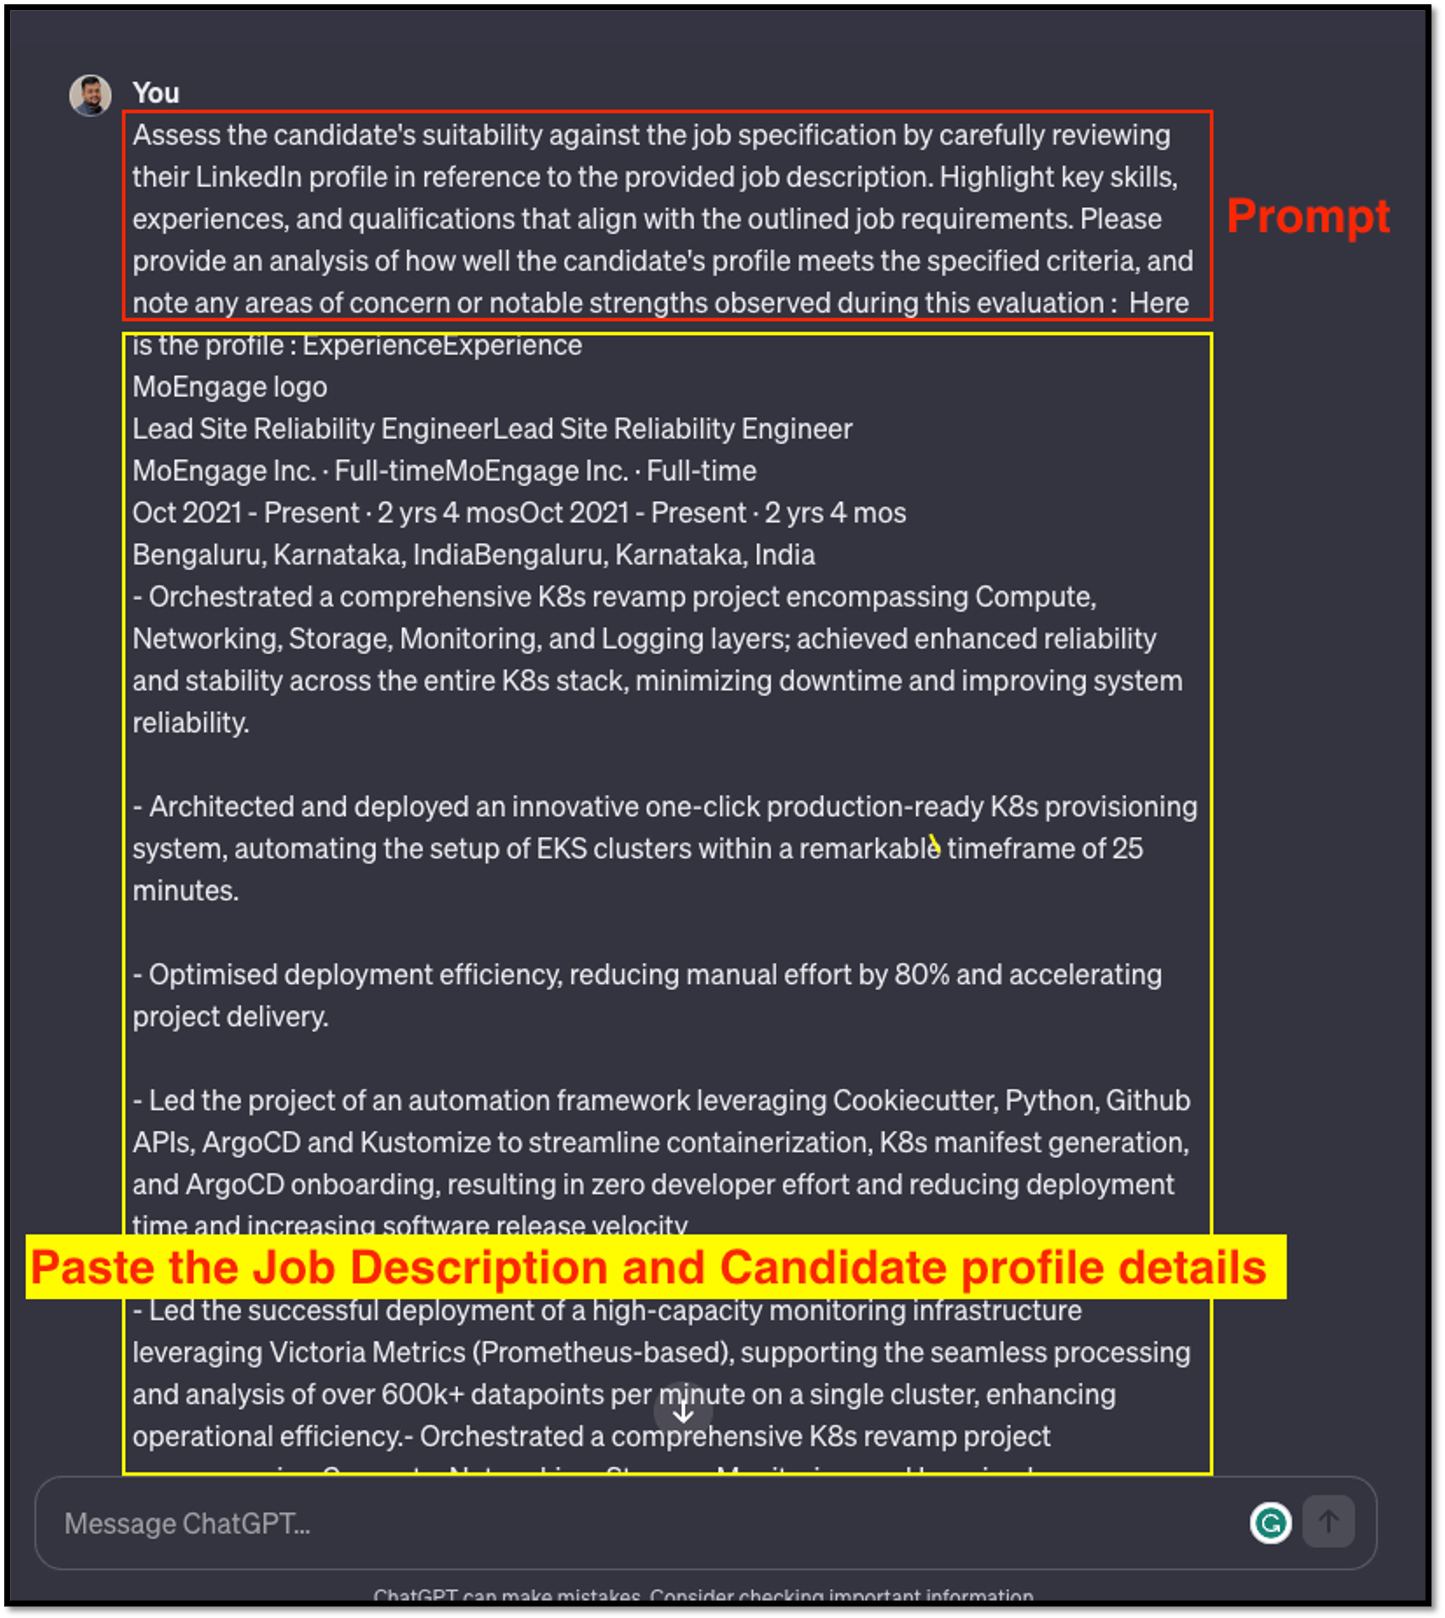 You
Assess the candidate's suitability against the job specification by carefully reviewing
their LinkedIn profile in reference to the provided job description. Highlight key skills,
experiences, and qualifications that align with the outlined job requirements. Please
provide an analysis of how well the candidate's profile meets the specified criteria, and
note any areas of concern or notable strengths observed during this evaluation :  Here
Prompt
is the profile : ExperienceExperience
MoEngage logo
Lead Site Reliability EngineerLead Site Reliability Engineer
MoEngage Inc. · Full-timeMoEngage Inc. · Full-time
Oct 2021 - Present · 2 yrs 4 mosOct 2021 - Present · 2 yrs 4 mos
Bengaluru, Karnataka, IndiaBengaluru, Karnataka, India
- Orchestrated a comprehensive K8s revamp project encompassing Compute,
Networking, Storage, Monitoring, and Logging layers; achieved enhanced reliability
and stability across the entire K8s stack, minimizing downtime and improving system
reliability.
- Architected and deployed an innovative one-click production-ready K8s provisioning
system, automating the setup of EKS clusters within a remarkable timeframe of 25
minutes.
- Optimised deployment efficiency, reducing manual effort by 80% and accelerating
project delivery.
- Led the project of an automation framework leveraging Cookiecutter, Python, Github
APIs, ArgoCD and Kustomize to streamline containerization, K8s manifest generation,
and ArgoCD onboarding, resulting in zero developer effort and reducing deployment
time and increasing software release velocity
Paste the Job Description and Candidate profile details
- Led the successful deployment of a high-capacity monitoring infrastructure
leveraging Victoria Metrics (Prometheus-based), supporting the seamless processing
and analysis of over 600k+ datapoints per minute on a single cluster, enhancing
operational efficiency.- Orchestrated a comprehensive K8s revamp project
Message ChatGPT...
ChatGPT can make mistakes. Consider checking important information.